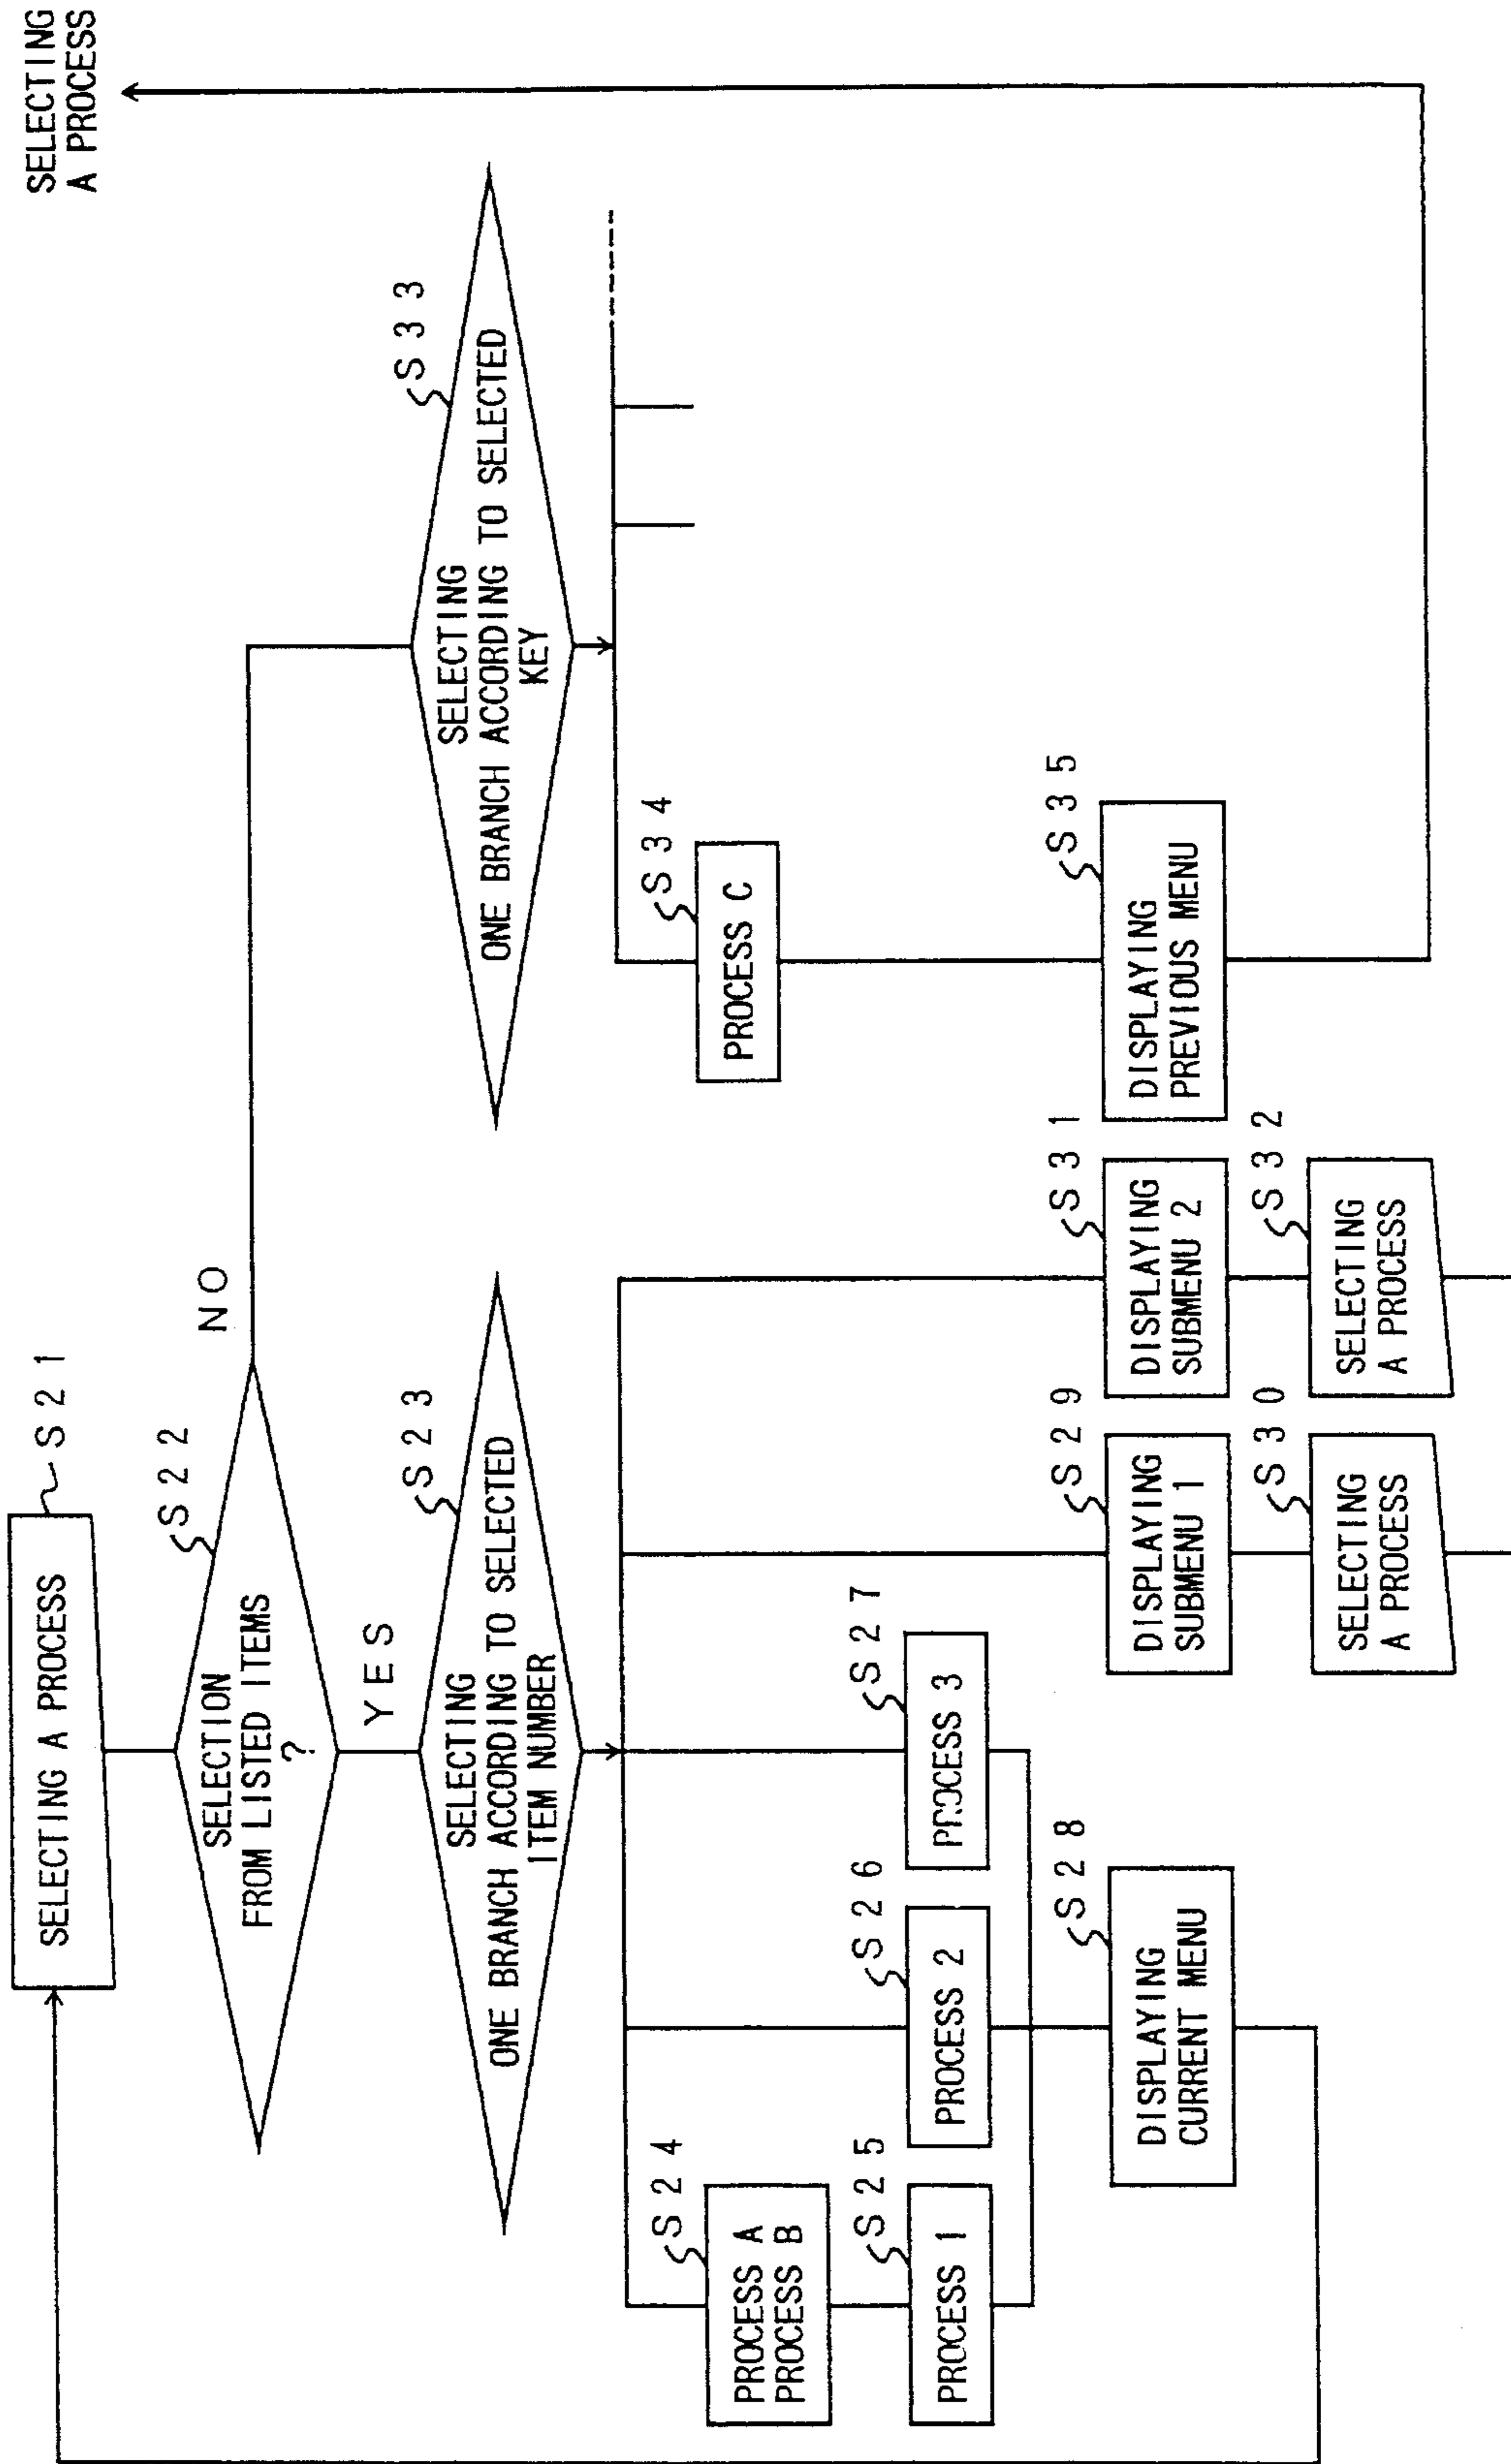 SELECTING A PROCESS
S21
SELECTION
FROM LISTED ITEMS
?
S22
NO
YES
SELECTING
ONE BRANCH ACCORDING TO SELECTED
ITEM NUMBER
S23
PROCESS A
PROCESS B
S24
PROCESS 1
S25
PROCESS 2
S26
PROCESS 3
S27
DISPLAYING
CURRENT MENU
S28
DISPLAYING
SUBMENU 1
S29
SELECTING
A PROCESS
S30
DISPLAYING
SUBMENU 2
S31
SELECTING
A PROCESS
S32
SELECTING
ONE BRANCH ACCORDING TO SELECTED
KEY
S33
PROCESS C
S34
DISPLAYING
PREVIOUS MENU
S35
SELECTING
A PROCESS